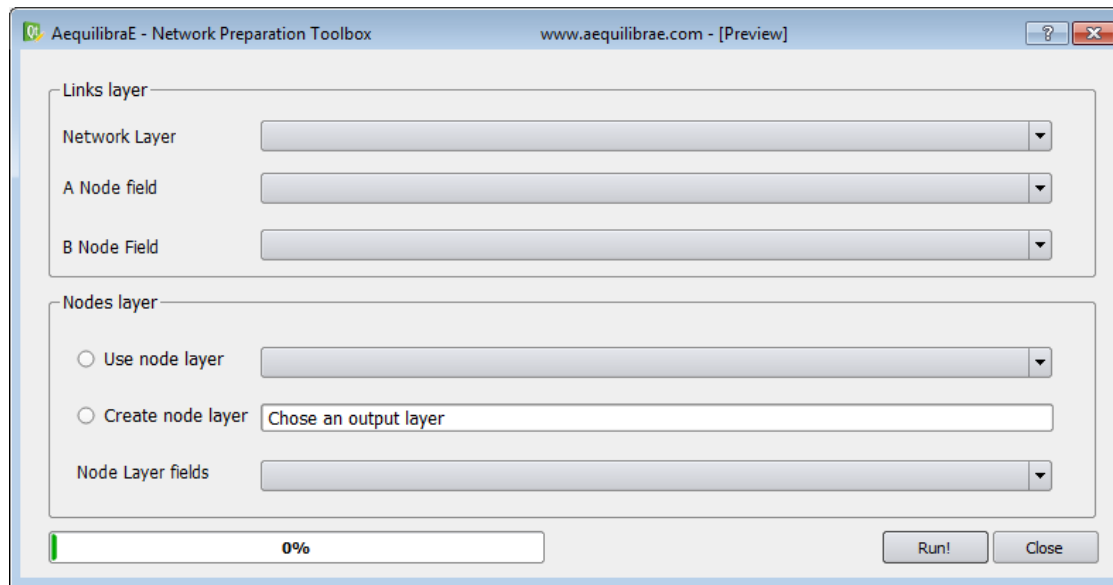 AequilibraE - Network Preparation Toolbox www.aequilibrae.com - [Preview]
Links layer
Network Layer
A Node field
B Node Field
Nodes layer
Use node layer
Create node layer Chose an output layer
Node Layer fields
0% Run! Close